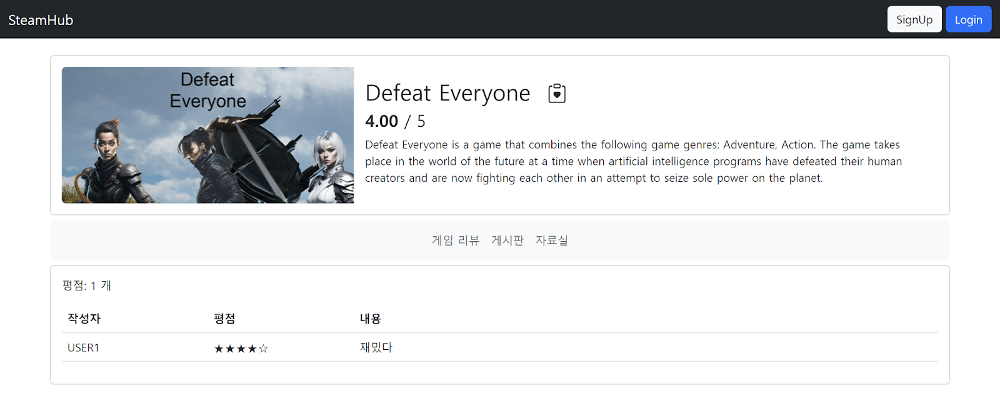 SteamHub
SignUp
Login
Defeat
Everyone
Defeat Everyone
4.00 / 5
Defeat Everyone is a game that combines the following game genres: Adventure, Action. The game takes
place in the world of the future at a time when artificial intelligence programs have defeated their human
creators and are now fighting each other in an attempt to seize sole power on the planet.
게임 리뷰 게시판 자료실
평점: 1 개
작성자 평점 내용
USER1 ★★★★☆ 재밌다